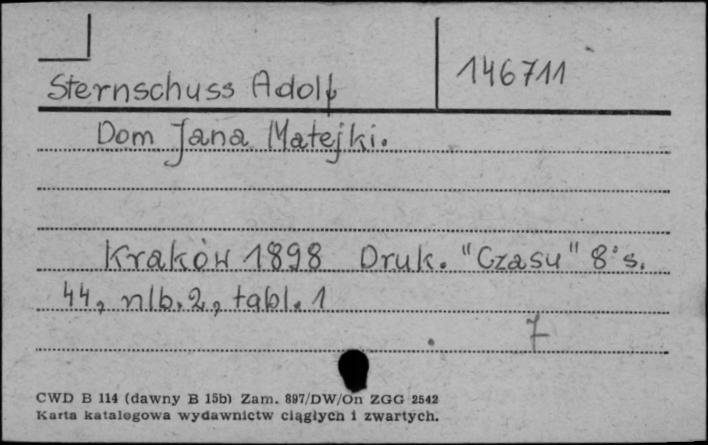 146711
Sternschuss Adolf
Dom Jana Matejki.
Kraków 1898 Druk. "Czasu" 8° s.
44, nlb. 2, tabl. 1
7
CWD B 114 (dawny B 15b) Zam. 897/DW/On ZGG 2542
Karta katalogowa wydawnictw ciągłych i zwartych.